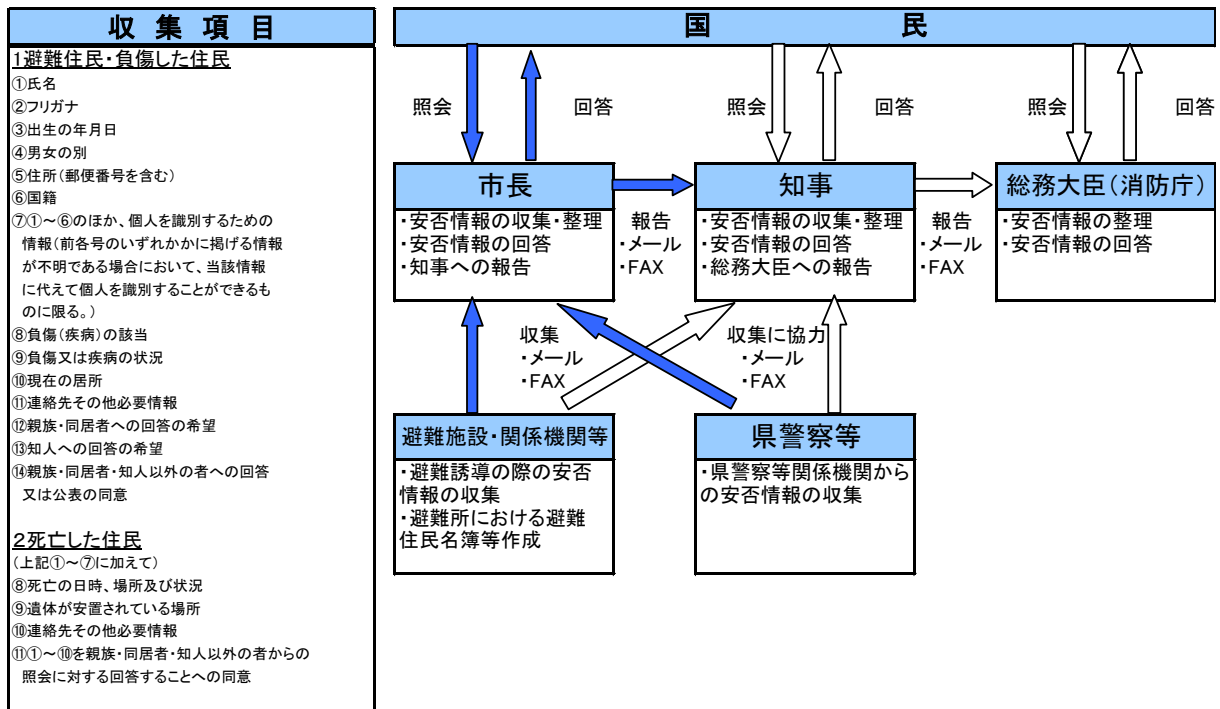 収 集 項 目
1避難住民・負傷した住民
①氏名
②フリガナ
③出生の年月日
④男女の別
⑤住所(郵便番号を含む)
⑥国籍
⑦①～⑥のほか、個人を識別するための
情報(前各号のいずれかかに掲げる情報
が不明である場合において、当該情報
に代えて個人を識別することができるも
のに限る。)
⑧負傷(疾病)の該当
⑨負傷又は疾病の状況
⑩現在の居所
⑪連絡先その他必要情報
⑫親族・同居者への回答の希望
⑬知人への回答の希望
⑭親族・同居者・知人以外の者への回答
又は公表の同意
2死亡した住民
(上記①～⑦に加えて)
⑧死亡の日時、場所及び状況
⑨遺体が安置されている場所
⑩連絡先その他必要情報
⑪①～⑩を親族・同居者・知人以外の者からの
照会に対する回答することへの同意
国 民
照会
回答
照会
回答
照会
回答
市長
・安否情報の収集・整理
・安否情報の回答
・知事への報告
報告
・メール
・FAX
知事
・安否情報の収集・整理
・安否情報の回答
・総務大臣への報告
報告
・メール
・FAX
総務大臣(消防庁)
・安否情報の整理
・安否情報の回答
収集
・メール
・FAX
収集に協力
・メール
・FAX
避難施設・関係機関等
・避難誘導の際の安否
情報の収集
・避難所における避難
住民名簿等作成
県警察等
・県警察等関係機関から
の安否情報の収集